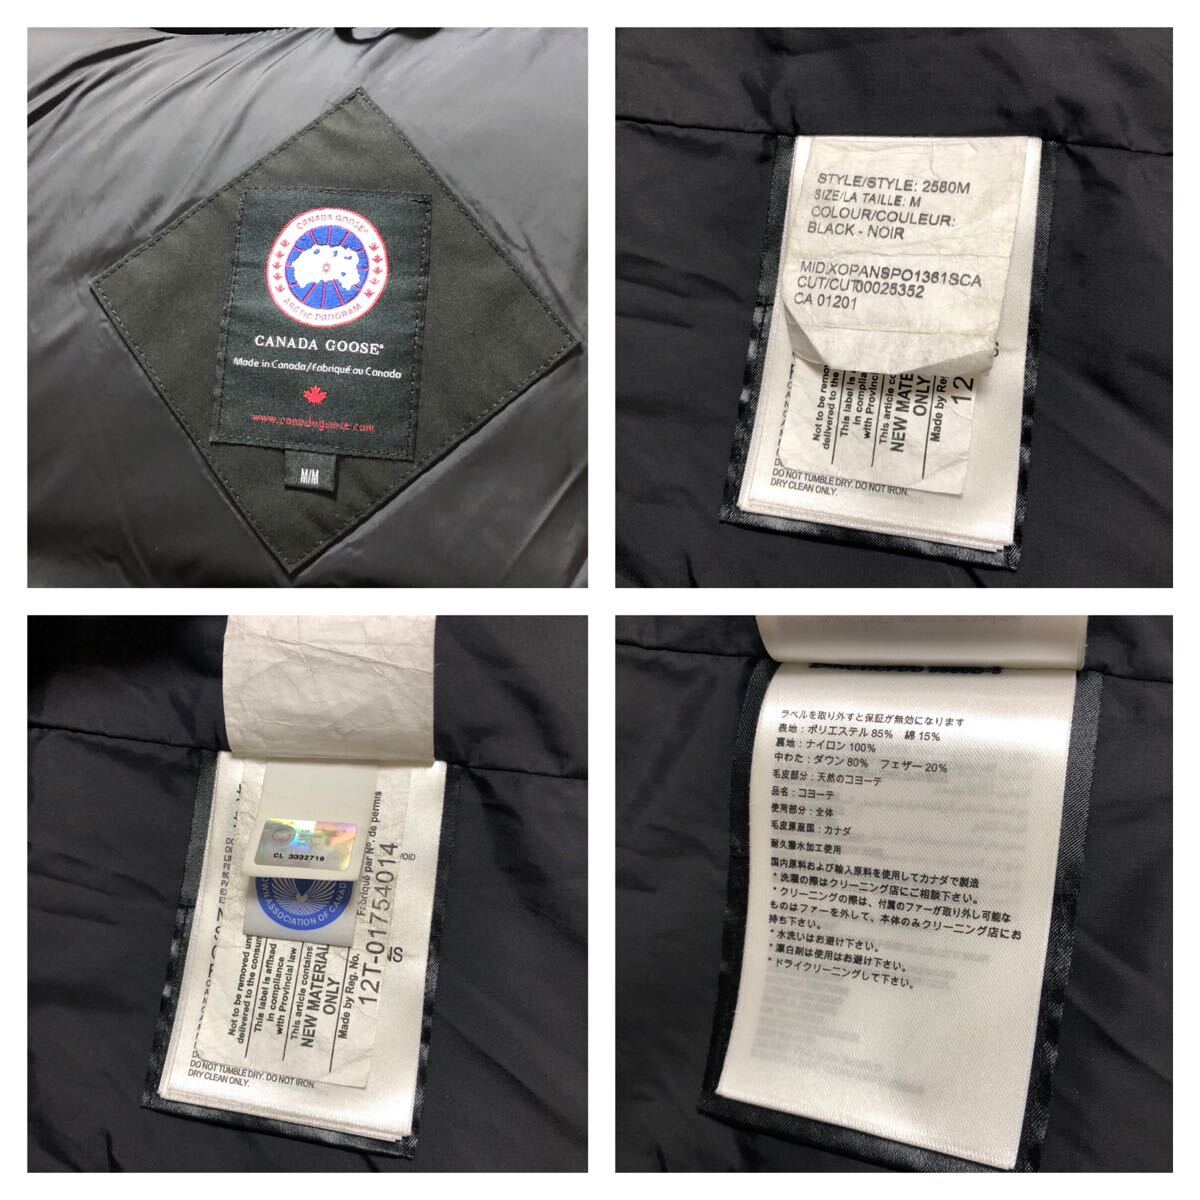 CANADA GOOSE®
ARCTIC PROGRAM
CANADA GOOSE®
Made in Canada/Fabriqué au Canada
www.canadagoose.com
M/M
STYLE/STYLE: 2580M
SIZE/LA TAILLE: M
COLOUR/COULEUR:
BLACK - NOIR
MID:XOPANSPO1361SCA
CUT/CUT00025352
CA 01201
Not to be remov
delivered to the
This label is
in compliance
with Provincial
This article co
NEW MATE
ONLY
Made by Reg
12
DO NOT TUMBLE DRY. DO NOT IRON.
DRY CLEAN ONLY.
CL 3332719
OWN ASSOCIATION OF CANAD
Not to be removed un
delivered to the consu
This label is affixed
in compliance
with Provincial law
This article contains
NEW MATERIAL
ONLY
Made by Reg. No.
12T-01754014
Fabriqué par N°. de permis
VOID
NS
DO NOT TUMBLE DRY. DO NOT IRON.
DRY CLEAN ONLY.
ラベルを取り外すと保証が無効になります
表地：ポリエステル 85% 綿 15%
裏地：ナイロン 100%
中わた：ダウン 80% フェザー 20%
毛皮部分：天然のコヨーテ
品名：コヨーテ
使用部分：全体
毛皮原産国：カナダ
耐久撥水加工使用
国内原料および輸入原料を使用してカナダで製造
* 洗濯の際はクリーニング店にご相談下さい。
* クリーニングの際は、付属のファーが取り外し可能な
ものはファーを外して、本体のみクリーニング店にお
持ち下さい。
* 水洗いはお避け下さい。
* 漂白剤は使用はお避け下さい。
* ドライクリーニングして下さい。